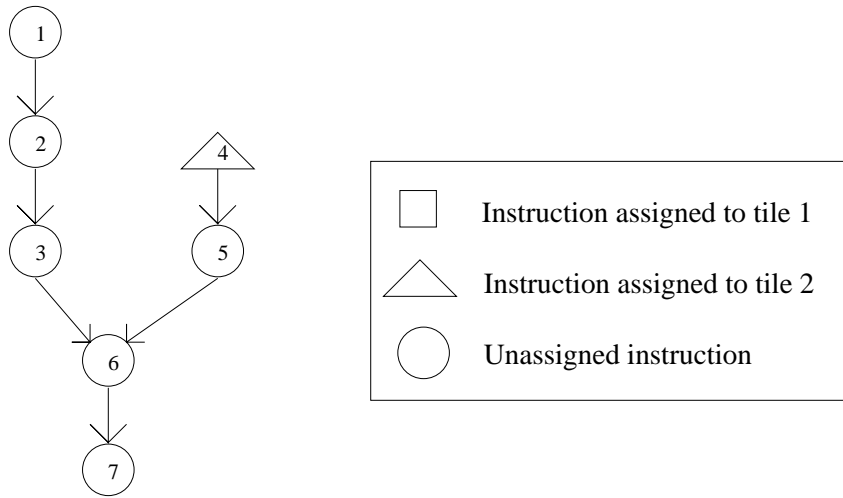 1
2
4
3
5
6
7
Instruction assigned to tile 1
Instruction assigned to tile 2
Unassigned instruction